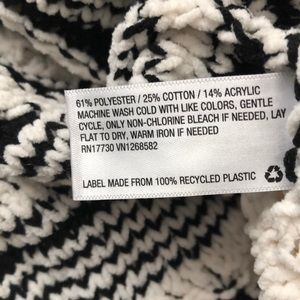 61% POLYESTER / 25% COTTON / 14% ACRYLIC
MACHINE WASH COLD WITH LIKE COLORS, GENTLE
CYCLE, ONLY NON-CHLORINE BLEACH IF NEEDED, LAY
FLAT TO DRY, WARM IRON IF NEEDED
RN17730 VN1268582
LABEL MADE FROM 100% RECYCLED PLASTIC